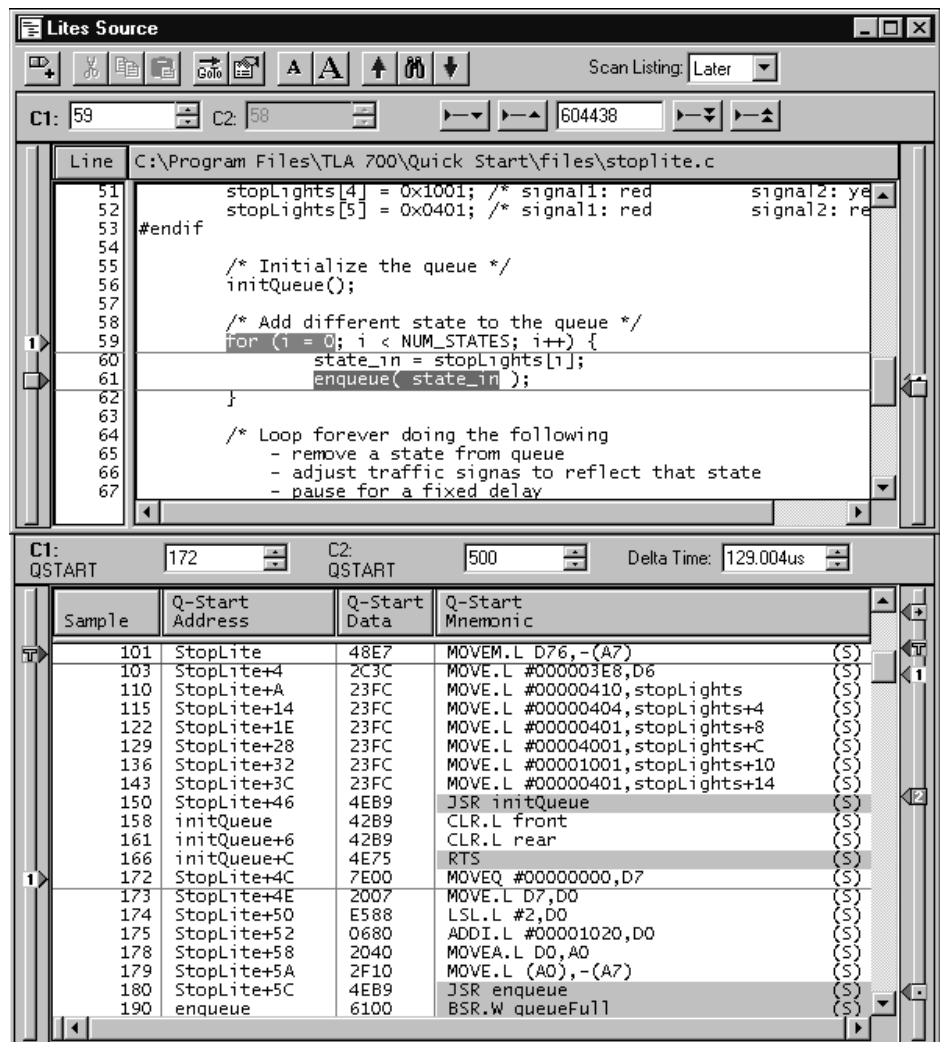 Lites Source
GoTo A A Scan Listing: Later
C1: 59 C2: 58 604438
Line C:\Program Files\TLA 700\Quick Start\files\stoplite.c
51 stopLights[4] = 0x1001; /* signal1: red signal2: ye
52 stopLights[5] = 0x0401; /* signal1: red signal2: re
53 #endif
54
55 /* Initialize the queue */
56 initQueue();
57
58 /* Add different state to the queue */
1 59 for (i = 0; i < NUM_STATES; i++) {
60 state_in = stopLights[i];
61 enqueue( state_in );
62 }
63
64 /* Loop forever doing the following
65 - remove a state from queue
66 - adjust traffic signas to reflect that state
67 - pause for a fixed delay
C1: QSTART 172 C2: QSTART 500 Delta Time: 129.004us
Sample Q-Start Address Q-Start Data Q-Start Mnemonic
T 101 StopLite 48E7 MOVEM.L D76,-(A7) (S) T
103 StopLite+4 2C3C MOVE.L #000003E8,D6 (S) 1
110 StopLite+A 23FC MOVE.L #00000410,stopLights (S)
115 StopLite+14 23FC MOVE.L #00000404,stopLights+4 (S)
122 StopLite+1E 23FC MOVE.L #00000401,stopLights+8 (S)
129 StopLite+28 23FC MOVE.L #00004001,stopLights+C (S)
136 StopLite+32 23FC MOVE.L #00001001,stopLights+10 (S)
143 StopLite+3C 23FC MOVE.L #00000401,stopLights+14 (S)
150 StopLite+46 4EB9 JSR initQueue (S) 2
158 initQueue 42B9 CLR.L front (S)
161 initQueue+6 42B9 CLR.L rear (S)
166 initQueue+C 4E75 RTS (S)
1 172 StopLite+4C 7E00 MOVEQ #00000000,D7 (S)
173 StopLite+4E 2007 MOVE.L D7,D0 (S)
174 StopLite+50 E588 LSL.L #2,D0 (S)
175 StopLite+52 0680 ADDI.L #00001020,D0 (S)
178 StopLite+58 2040 MOVEA.L D0,A0 (S)
179 StopLite+5A 2F10 MOVE.L (A0),-(A7) (S)
180 StopLite+5C 4EB9 JSR enqueue (S)
190 enqueue 6100 BSR.W queueFull (S)